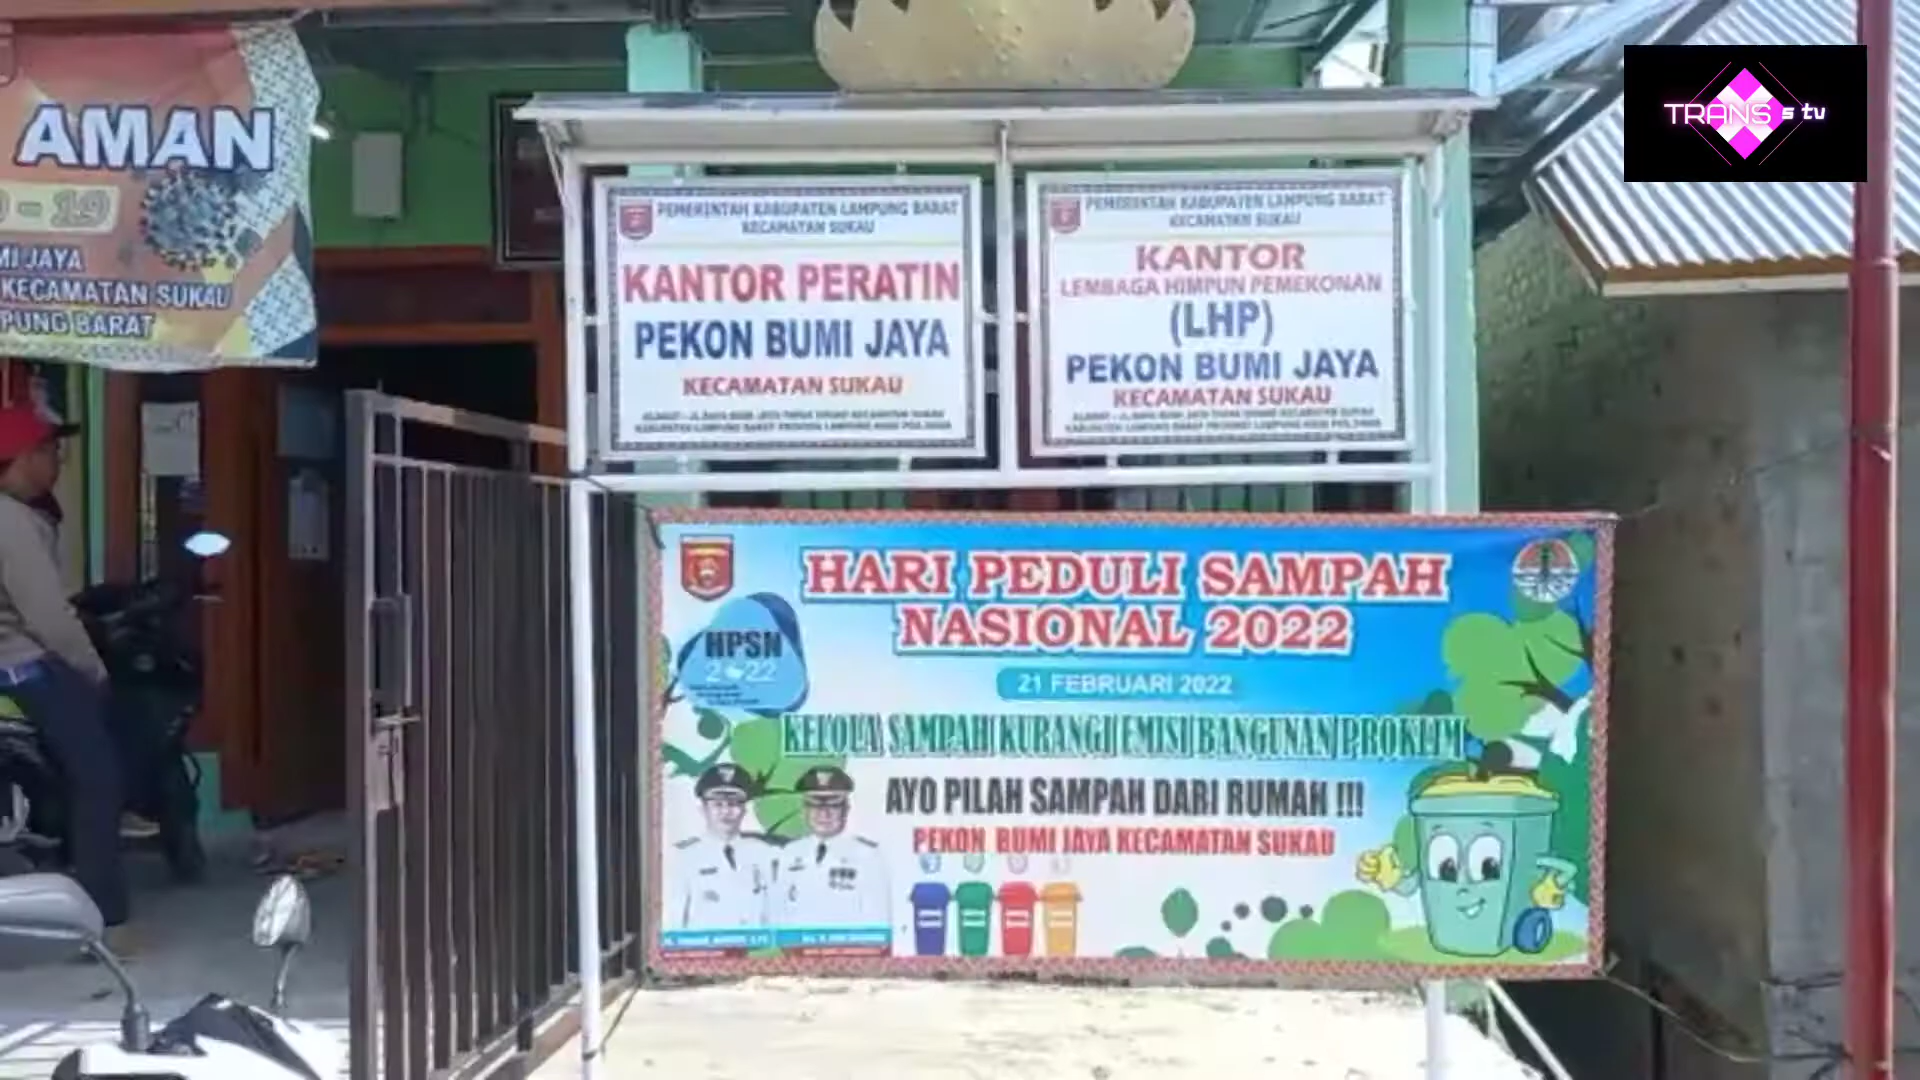 AMAN
- 19
MI JAYA
KECAMATAN SUKAU
PUNG BARAT
PEMERINTAH KABUPATEN LAMPUNG BARAT
KECAMATAN SUKAU
KANTOR PERATIN
PEKON BUMI JAYA
KECAMATAN SUKAU
PEMERINTAH KABUPATEN LAMPUNG BARAT
KECAMATAN SUKAU
KANTOR
LEMBAGA HIMPUN PEMEKONAN
(LHP)
PEKON BUMI JAYA
KECAMATAN SUKAU
HARI PEDULI SAMPAH
NASIONAL 2022
HPSN
2022
21 FEBRUARI 2022
KELOLA SAMPAH KURANGI EMISI BANGUNAN PROKLIM
AYO PILAH SAMPAH DARI RUMAH !!!
PEKON BUMI JAYA KECAMATAN SUKAU
TRANS s tv